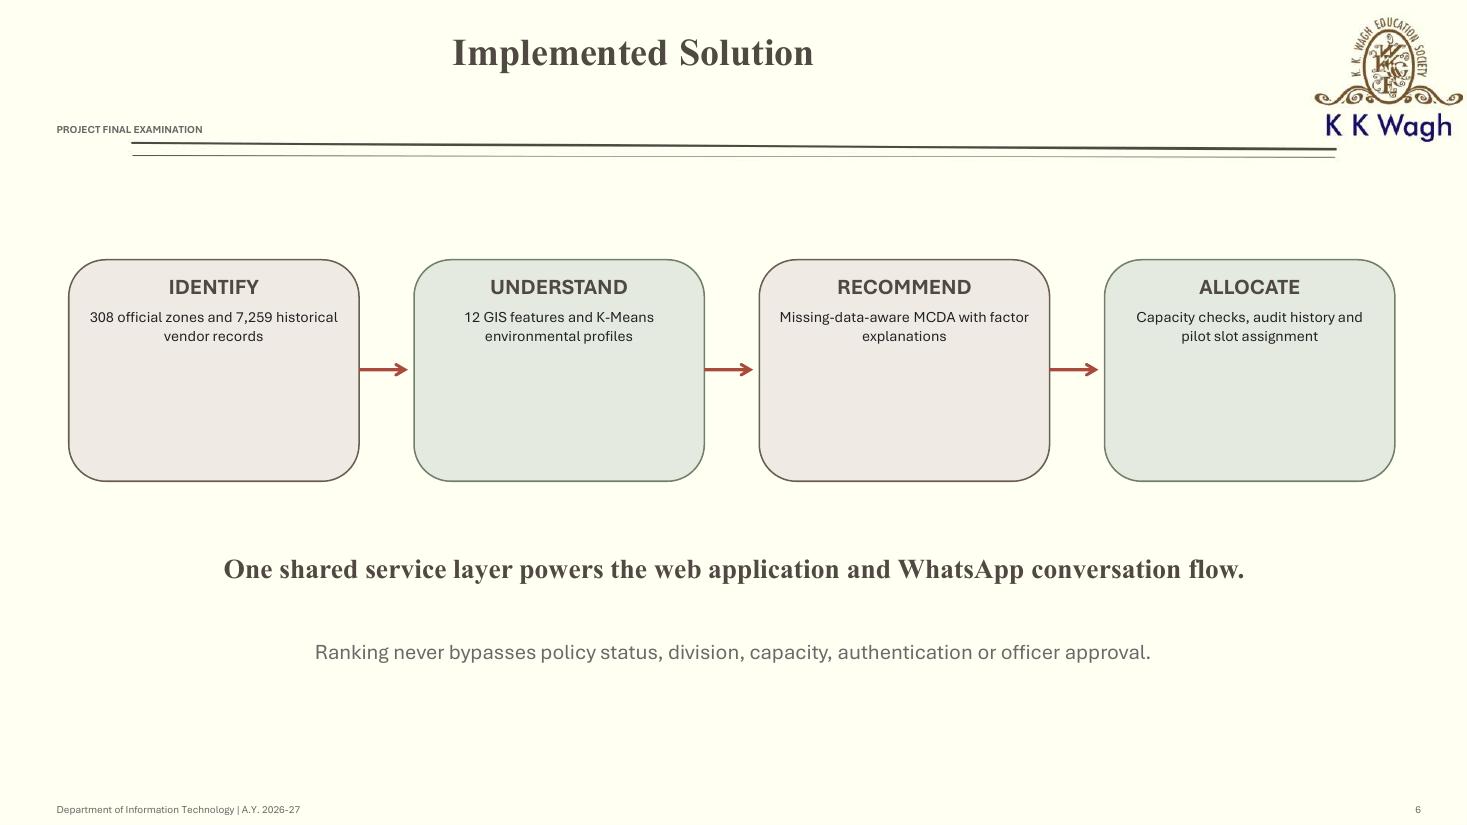 Implemented Solution
K. K. WAGH EDUCATION SOCIETY
K K Wagh
PROJECT FINAL EXAMINATION
IDENTIFY
308 official zones and 7,259 historical
vendor records
UNDERSTAND
12 GIS features and K-Means
environmental profiles
RECOMMEND
Missing-data-aware MCDA with factor
explanations
ALLOCATE
Capacity checks, audit history and
pilot slot assignment
One shared service layer powers the web application and WhatsApp conversation flow.
Ranking never bypasses policy status, division, capacity, authentication or officer approval.
Department of Information Technology | A.Y. 2026-27
6